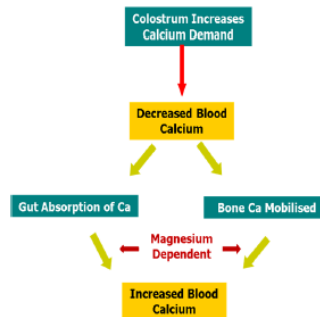 Colostrum Increases
Calcium Demand
Decreased Blood
Calcium
Gut Absorption of Ca
Bone Ca Mobilised
Magnesium
Dependent
Increased Blood
Calcium